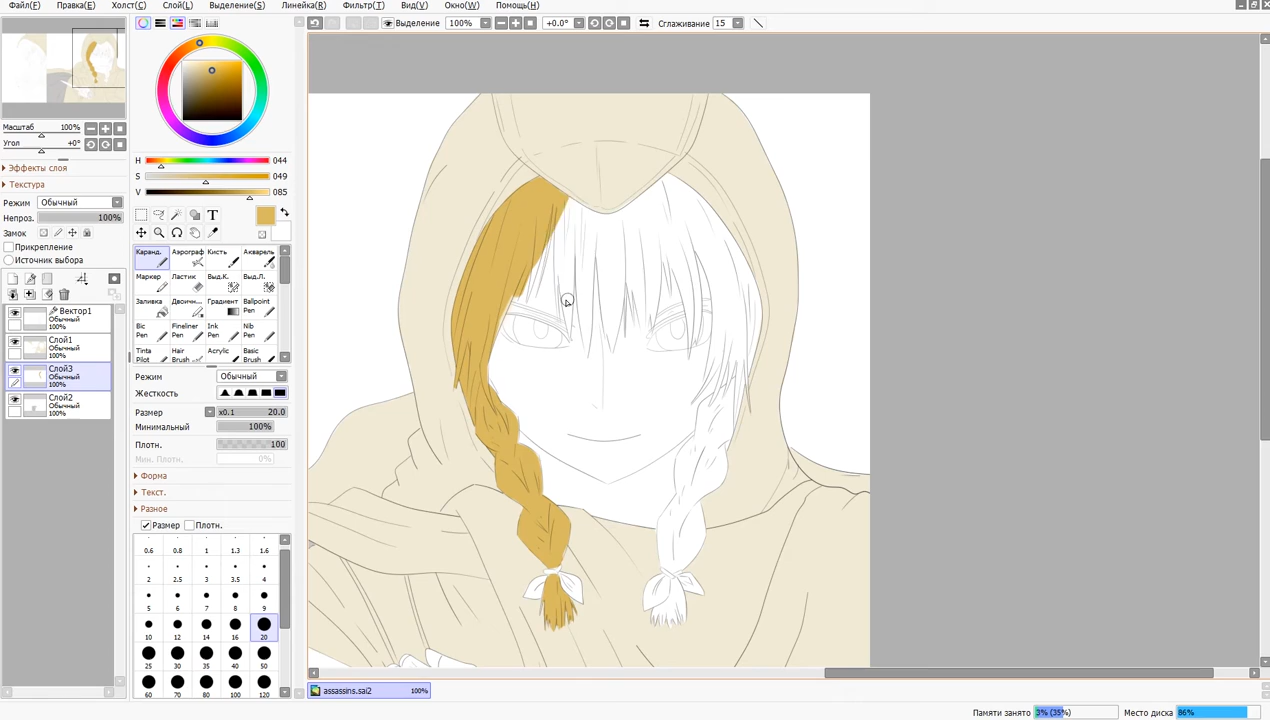 Файл(F) Правка(E) Холст(C) Слой(L) Выделение(S) Линейка(R) Фильтр(T) Вид(V) Окно(W) Помощь(H)
Выделение 100% +0.0° Сглаживание 15
Масштаб 100%
Угол +0°
Эффекты слоя
Текстура
Режим Обычный
Непроз. 100%
Замок
Прикрепление
Источник выбора
Вектор1
Обычный
100%
Слой1
Обычный
100%
Слой3
Обычный
100%
Слой2
Обычный
100%
H 044
S 049
V 085
T
Каранд. Аэрограф Кисть Акварель
Маркер Ластик Выд.К. Выд.Л.
Заливка Двоичн... Градиент Ballpoint Pen
Bic Pen Fineliner Pen Ink Pen Nib Pen
Tinta Pilot Hair Brush Acrylic Basic Brush
Режим Обычный
Жесткость
Размер x0.1 20.0
Минимальный 100%
Плотн. 100
Мин. Плотн. 0%
Форма
Текст.
Разное
Размер Плотн.
0.6 0.8 1 1.3 1.6
2 2.5 3 3.5 4
5 6 7 8 9
10 12 14 16 20
25 30 35 40 50
60 70 80 100 120
assassins.sai2 100%
Памяти занято 3% (35%) Место диска 86%